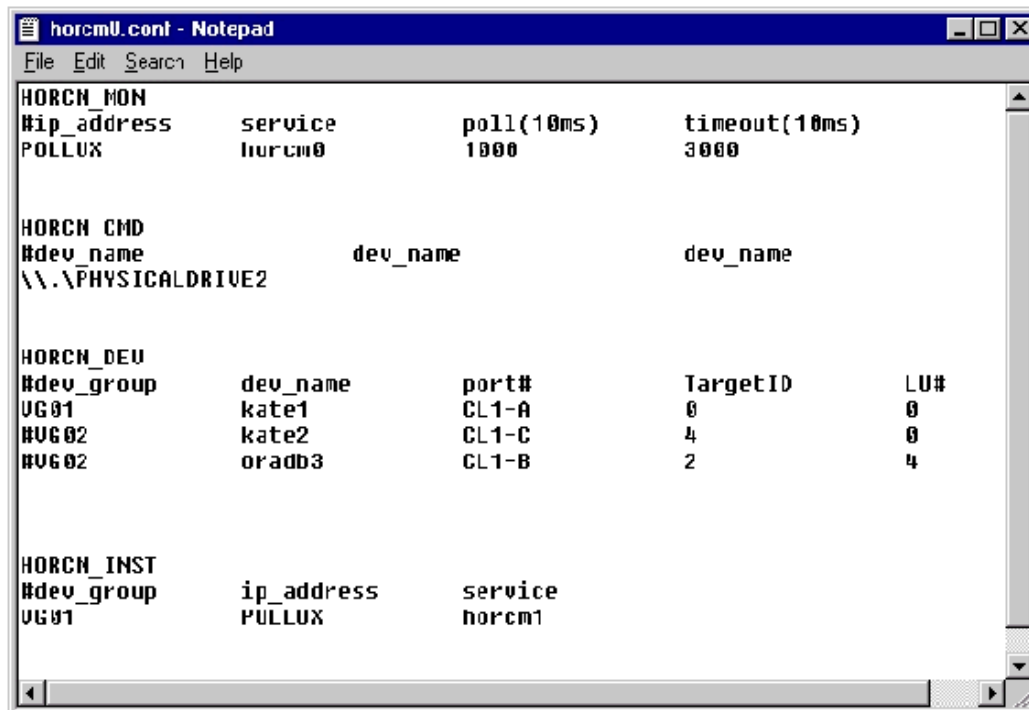 horcm0.conf - Notepad
File Edit Search Help
HORCM_MON
#ip_address service poll(10ms) timeout(10ms)
POLLUX horcm0 1000 3000
HORCM_CMD
#dev_name dev_name dev_name
\\.\PHYSICALDRIVE2
HORCM_DEV
#dev_group dev_name port# TargetID LU#
VG01 kate1 CL1-A 0 0
#VG02 kate2 CL1-C 4 0
#VG02 oradb3 CL1-B 2 4
HORCM_INST
#dev_group ip_address service
VG01 POLLUX horcm1